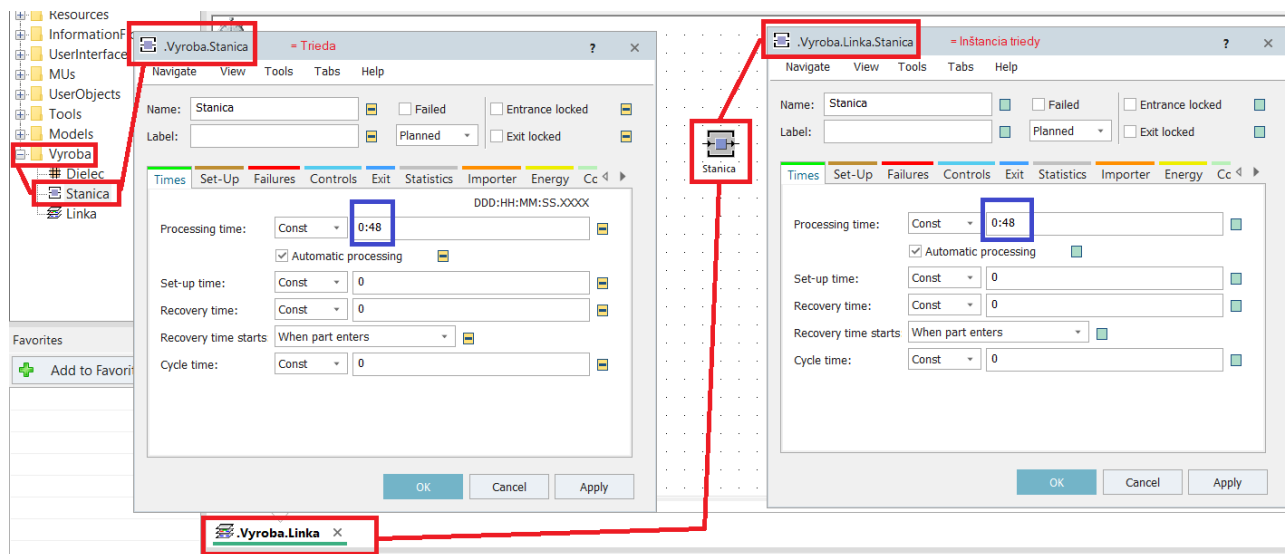 Resources
InformationF
UserInterface
MUs
UserObjects
Tools
Models
Vyroba
Dielec
Stanica
Linka
Favorites
Add to Favorit
.Vyroba.Stanica = Trieda ? ×
Navigate View Tools Tabs Help
Name: Stanica Failed Entrance locked
Label: Planned Exit locked
Times Set-Up Failures Controls Exit Statistics Importer Energy Cc
DDD:HH:MM:SS.XXXX
Processing time: Const 0:48
Automatic processing
Set-up time: Const 0
Recovery time: Const 0
Recovery time starts When part enters
Cycle time: Const 0
OK Cancel Apply
Stanica
.Vyroba.Linka ×
.Vyroba.Linka.Stanica = Inštancia triedy ? ×
Navigate View Tools Tabs Help
Name: Stanica Failed Entrance locked
Label: Planned Exit locked
Times Set-Up Failures Controls Exit Statistics Importer Energy Cc
Processing time: Const 0:48
Automatic processing
Set-up time: Const 0
Recovery time: Const 0
Recovery time starts When part enters
Cycle time: Const 0
OK Cancel Apply